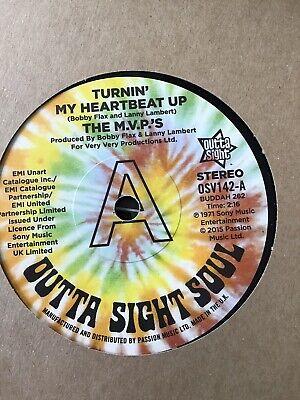 TURNIN'
MY HEARTBEAT UP
(Bobby Flax and Lanny Lambert)
THE M.V.P.'S
Produced By Bobby Flax & Lanny Lambert
For Very Very Productions Ltd.
EMI Unart
Catalogue Inc./
EMI Catalogue
Partnership/
EMI United
Partnership Limited
Issued Under
Licence From
Sony Music
Entertainment
UK Limited
A
outta
sight
STEREO
OSV142-A
BUDDAH 262
Time: 2:16
℗ 1971 Sony Music
Entertainment
© 2015 Passion
Music Ltd.
OUTTA SIGHT SOUL
MANUFACTURED AND DISTRIBUTED BY PASSION MUSIC LTD. MADE IN THE U.K.